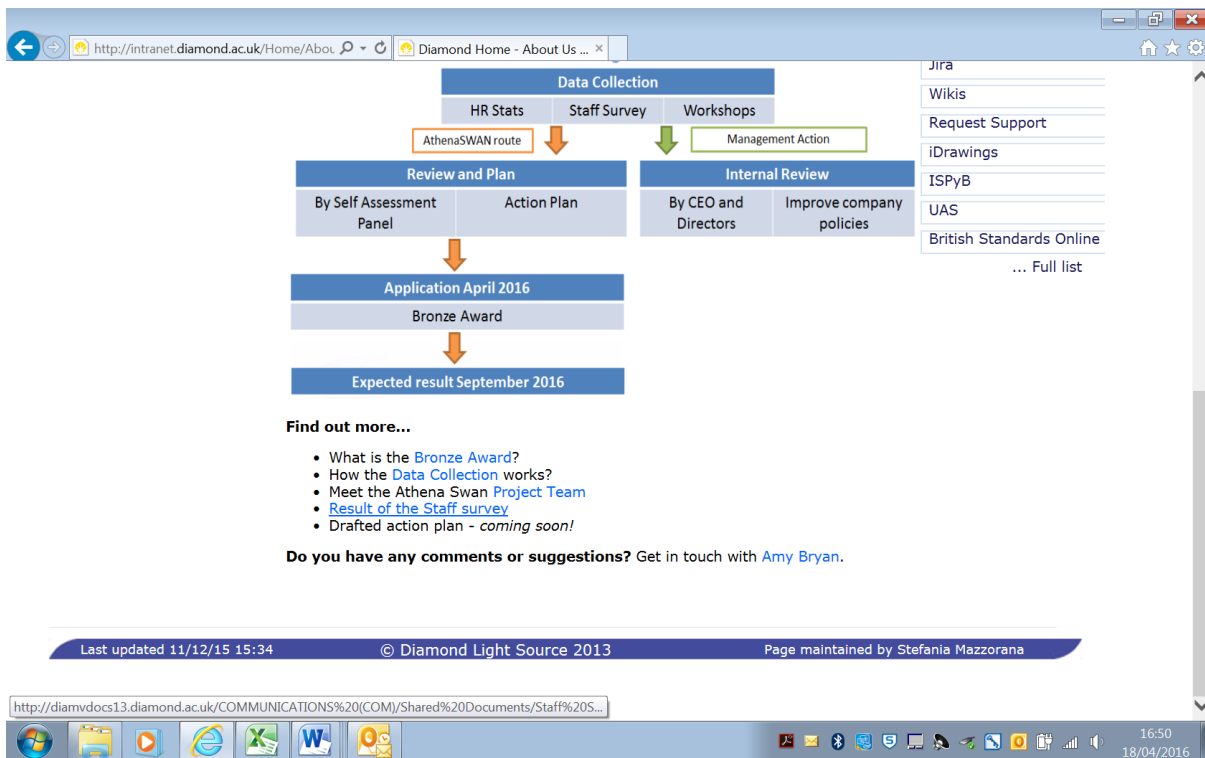 http://intranet.diamond.ac.uk/Home/Abou
Diamond Home - About Us ... ×
Data Collection
HR Stats Staff Survey Workshops
AthenaSWAN route
Management Action
Review and Plan
Internal Review
By Self Assessment
Panel
Action Plan
By CEO and
Directors
Improve company
policies
Application April 2016
Bronze Award
Expected result September 2016
Jira
Wikis
Request Support
iDrawings
ISPyB
UAS
British Standards Online
... Full list
Find out more...
• What is the Bronze Award?
• How the Data Collection works?
• Meet the Athena Swan Project Team
• Result of the Staff survey
• Drafted action plan - coming soon!
Do you have any comments or suggestions? Get in touch with Amy Bryan.
Last updated 11/12/15 15:34
© Diamond Light Source 2013
Page maintained by Stefania Mazzorana
http://diamvdocs13.diamond.ac.uk/COMMUNICATIONS%20(COM)/Shared%20Documents/Staff%20S...
16:50
18/04/2016